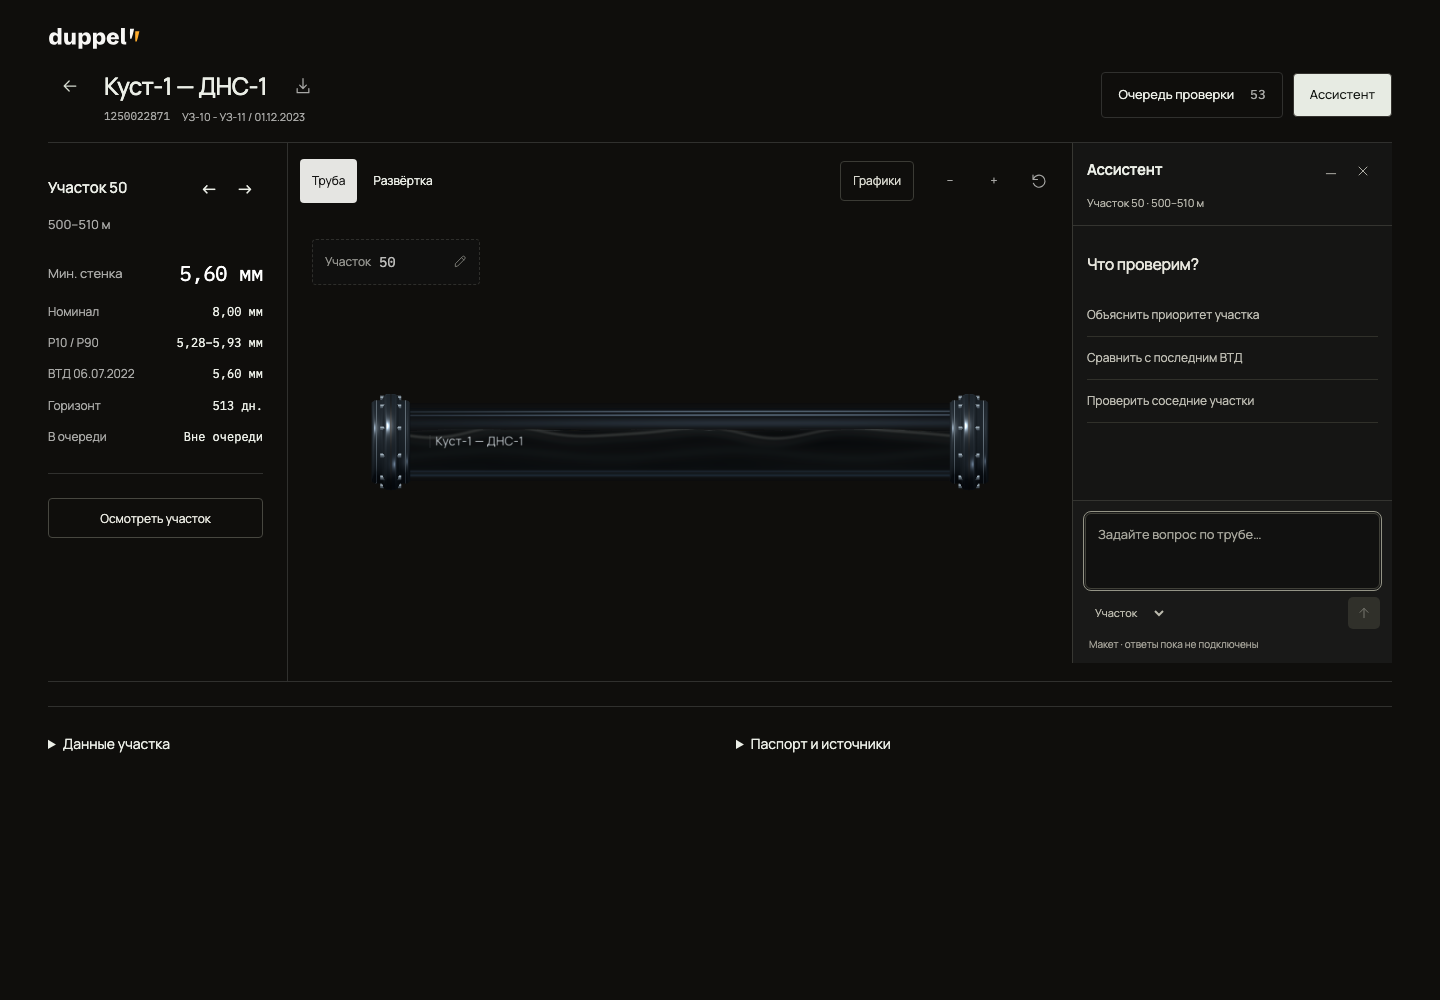 duppel
Куст-1 — ДНС-1
1250022871 УЗ-10 - УЗ-11 / 01.12.2023
Очередь проверки 53
Ассистент
Участок 50
500–510 м
Мин. стенка 5,60 мм
Номинал 8,00 мм
P10 / P90 5,28–5,93 мм
ВТД 06.07.2022 5,60 мм
Горизонт 513 дн.
В очереди Вне очереди
Осмотреть участок
Труба Развёртка
Графики − +
Участок 50
Куст-1 — ДНС-1
Ассистент
Участок 50 · 500–510 м
Что проверим?
Объяснить приоритет участка
Сравнить с последним ВТД
Проверить соседние участки
Задайте вопрос по трубе…
Участок
Макет · ответы пока не подключены
Данные участка
Паспорт и источники